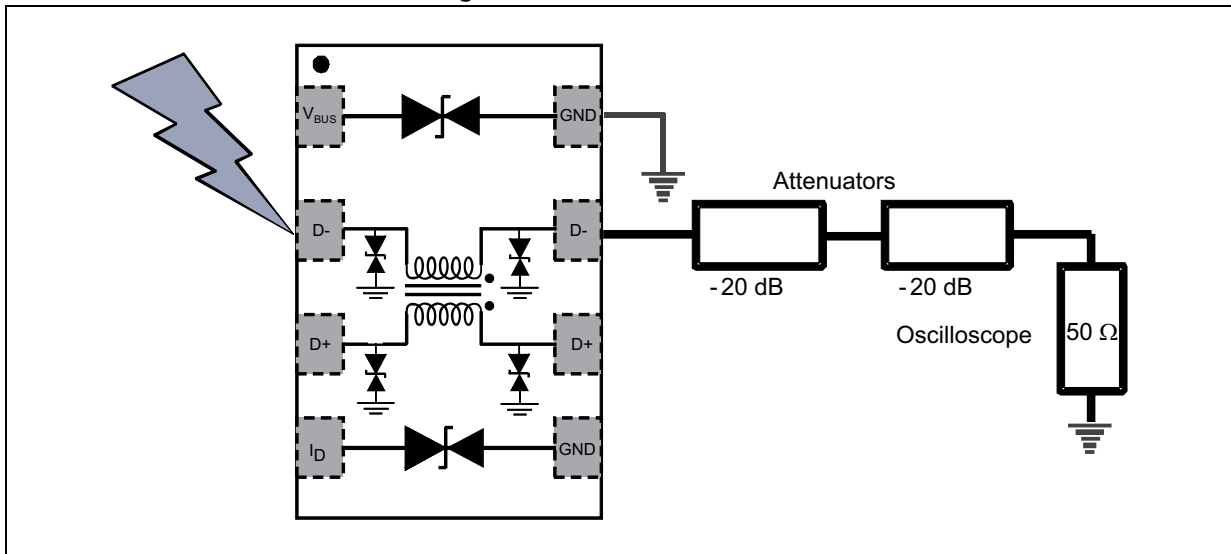 V_BUS
GND
Attenuators
D-
D-
-20 dB
-20 dB
Oscilloscope
50 Ω
D+
D+
I_D
GND